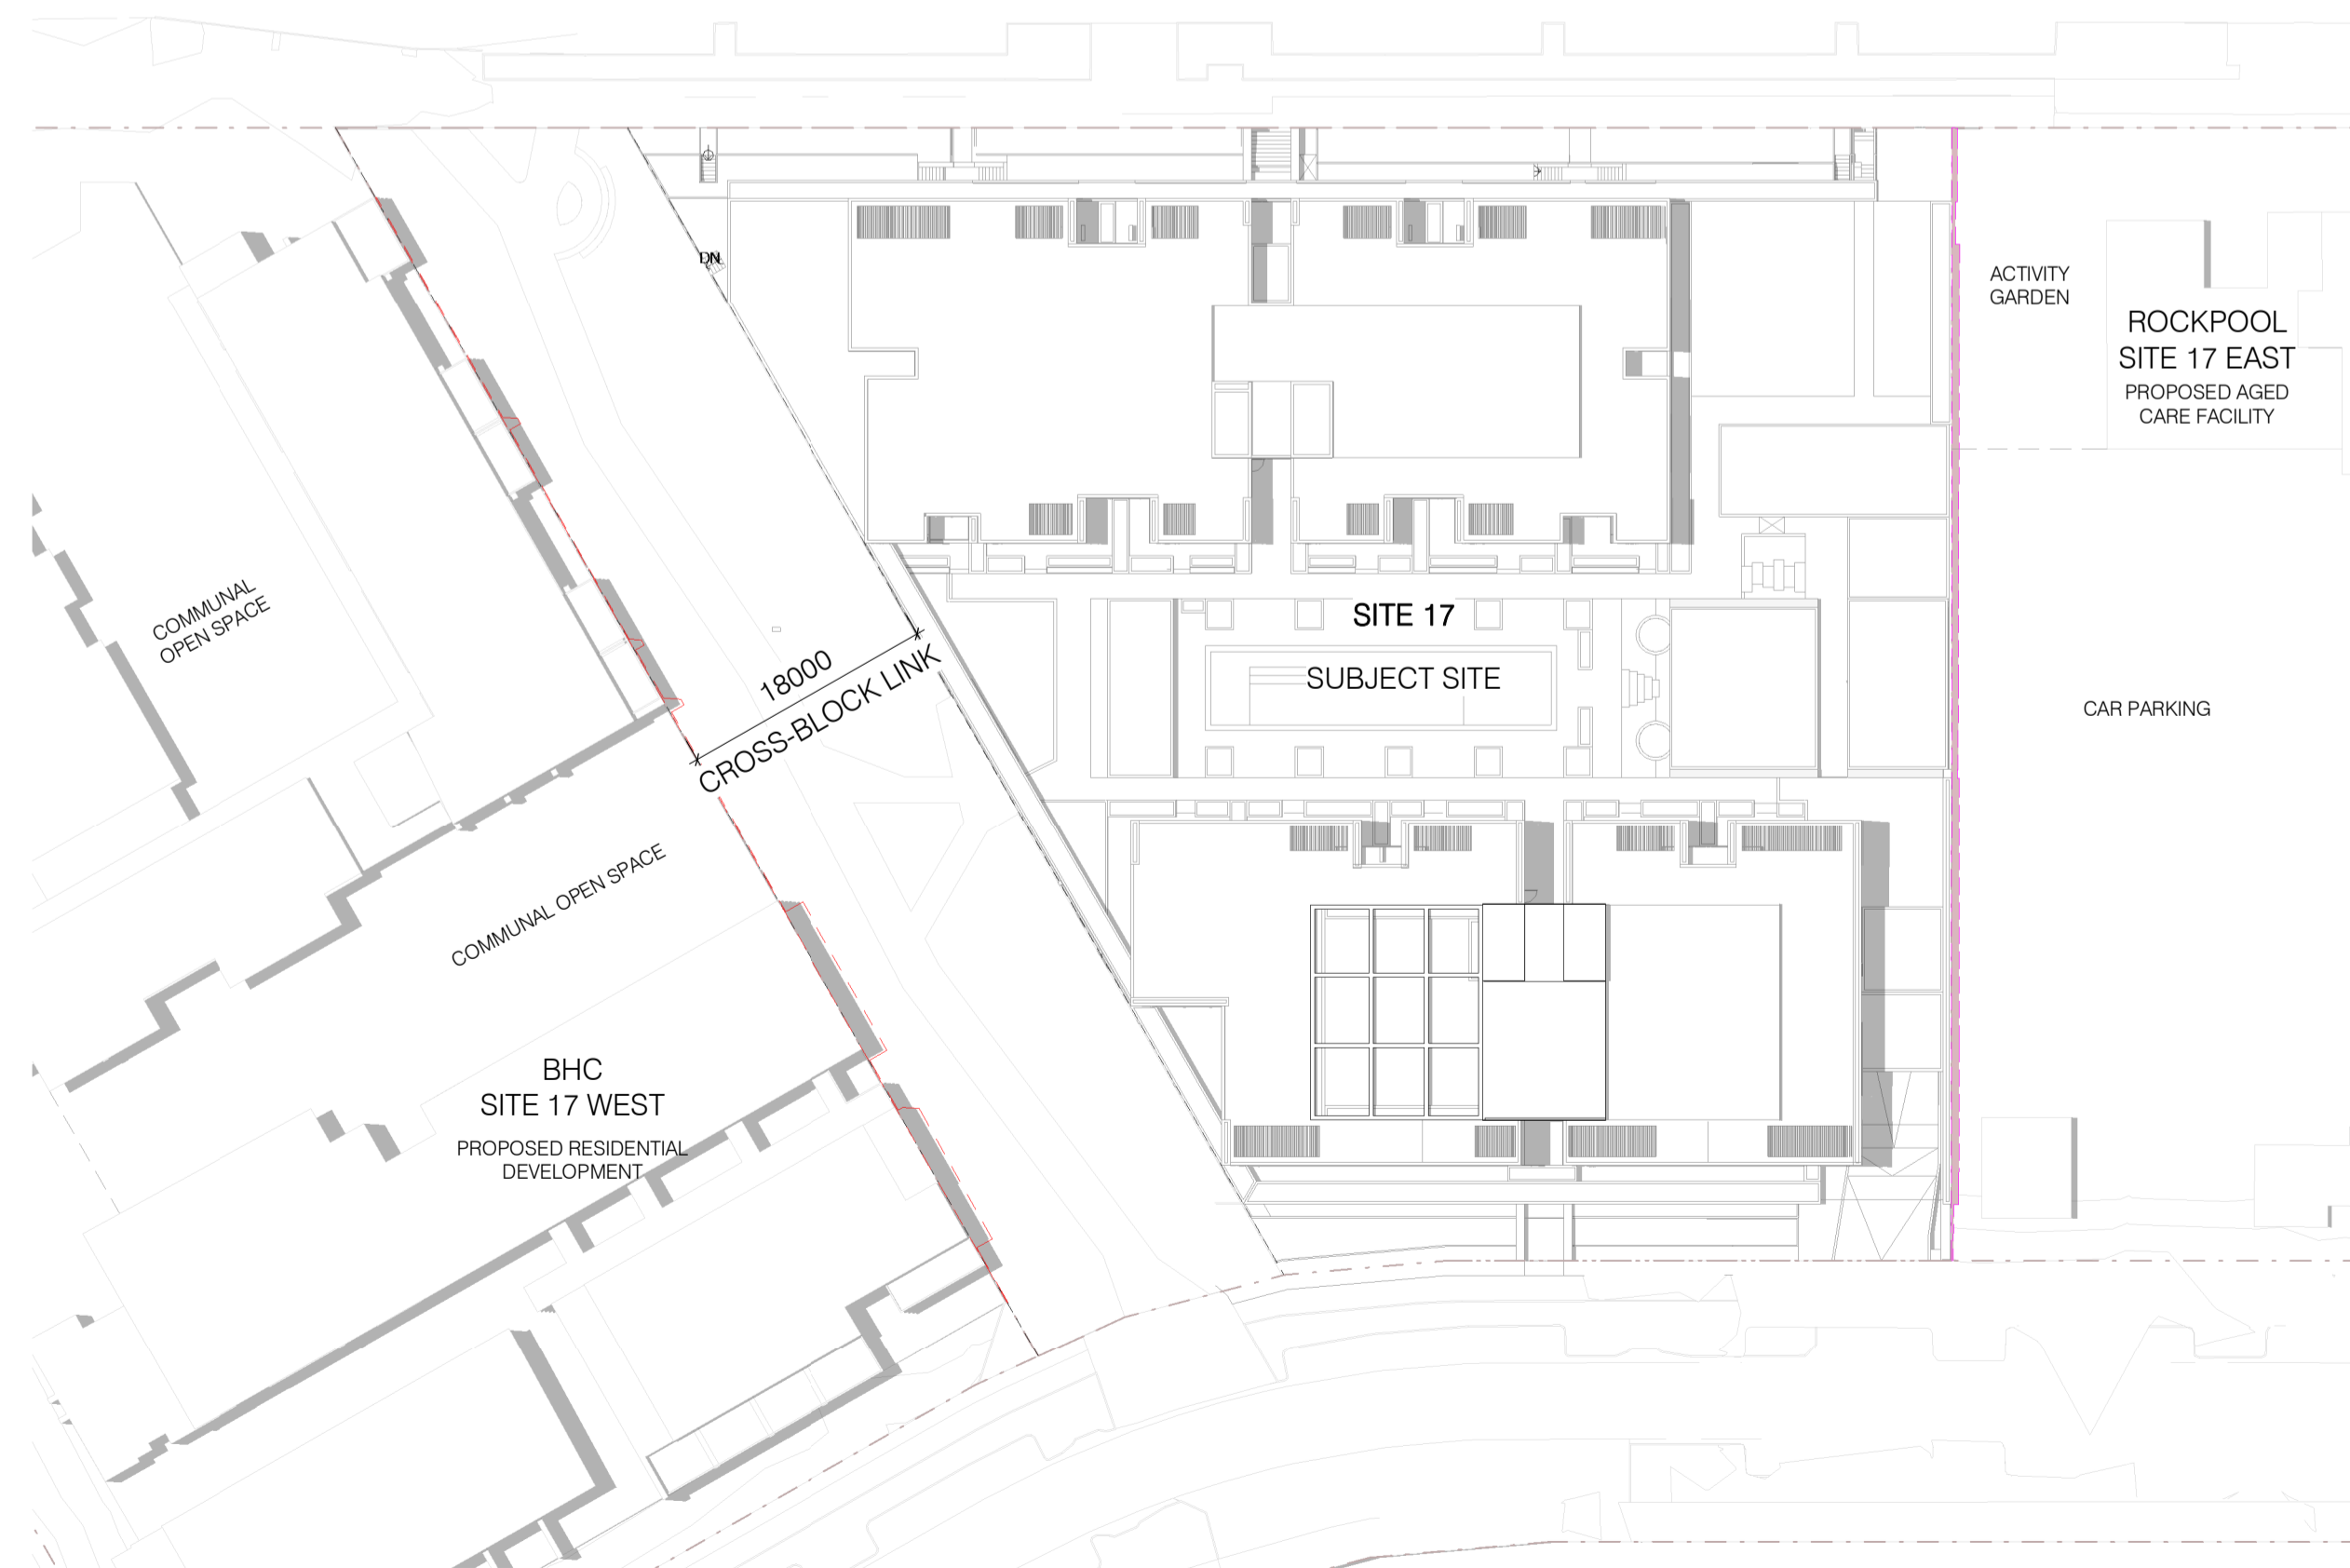 DN
ACTIVITY
GARDEN
ROCKPOOL
SITE 17 EAST
PROPOSED AGED
CARE FACILITY
COMMUNAL
OPEN SPACE
SITE 17
SUBJECT SITE
18000
CROSS-BLOCK LINK
CAR PARKING
COMMUNAL OPEN SPACE
BHC
SITE 17 WEST
PROPOSED RESIDENTIAL
DEVELOPMENT